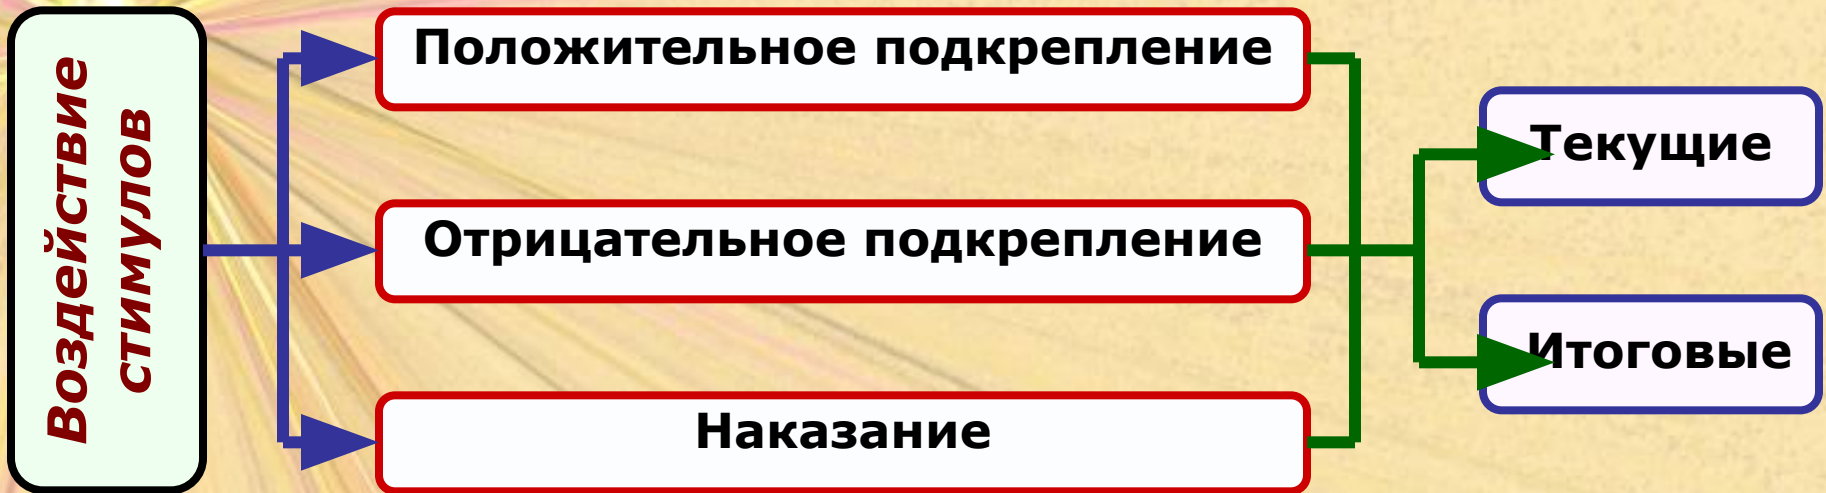 Воздействие
стимулов
Положительное подкрепление
Отрицательное подкрепление
Наказание
Текущие
Итоговые